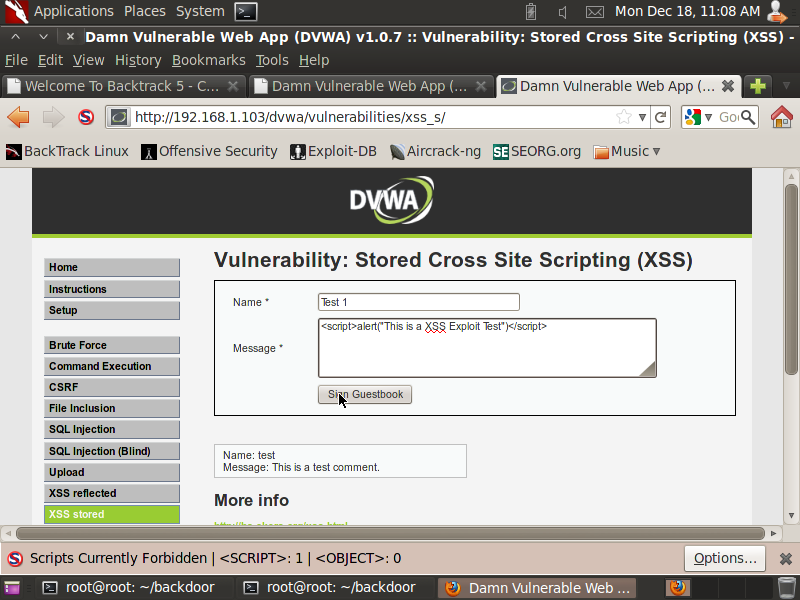 Applications Places System Mon Dec 18, 11:08 AM
Damn Vulnerable Web App (DVWA) v1.0.7 :: Vulnerability: Stored Cross Site Scripting (XSS) -
File Edit View History Bookmarks Tools Help
Welcome To Backtrack 5 - C... Damn Vulnerable Web App (... Damn Vulnerable Web App (...
http://192.168.1.103/dvwa/vulnerabilities/xss_s/
BackTrack Linux Offensive Security Exploit-DB Aircrack-ng SE SEORG.org Music
DVWA
Vulnerability: Stored Cross Site Scripting (XSS)
Home
Instructions
Setup
Brute Force
Command Execution
CSRF
File Inclusion
SQL Injection
SQL Injection (Blind)
Upload
XSS reflected
XSS stored
Name * Test 1
Message * <script>alert("This is a XSS Exploit Test")</script>
Sign Guestbook
Name: test
Message: This is a test comment.
More info
Scripts Currently Forbidden | <SCRIPT>: 1 | <OBJECT>: 0 Options...
root@root: ~/backdoor root@root: ~/backdoor Damn Vulnerable Web ...